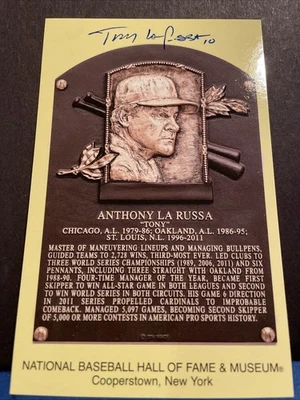 Tony La Russa 10
ANTHONY LA RUSSA
"TONY"
CHICAGO, A.L. 1979-86; OAKLAND, A.L. 1986-95;
ST. LOUIS, N.L. 1996-2011
MASTER OF MANEUVERING LINEUPS AND MANAGING BULLPENS,
GUIDED TEAMS TO 2,728 WINS, THIRD-MOST EVER. LED CLUBS TO
THREE WORLD SERIES CHAMPIONSHIPS (1989, 2006, 2011) AND SIX
PENNANTS, INCLUDING THREE STRAIGHT WITH OAKLAND FROM
1988-90. FOUR-TIME MANAGER OF THE YEAR, BECAME FIRST
SKIPPER TO WIN ALL-STAR GAME IN BOTH LEAGUES AND SECOND
TO WIN WORLD SERIES IN BOTH CIRCUITS. HIS GAME 6 DIRECTION
IN 2011 SERIES PROPELLED CARDINALS TO IMPROBABLE
COMEBACK. MANAGED 5,097 GAMES, BECOMING SECOND SKIPPER
OF 5,000 OR MORE CONTESTS IN AMERICAN PRO SPORTS HISTORY.
NATIONAL BASEBALL HALL OF FAME & MUSEUM®
Cooperstown, New York